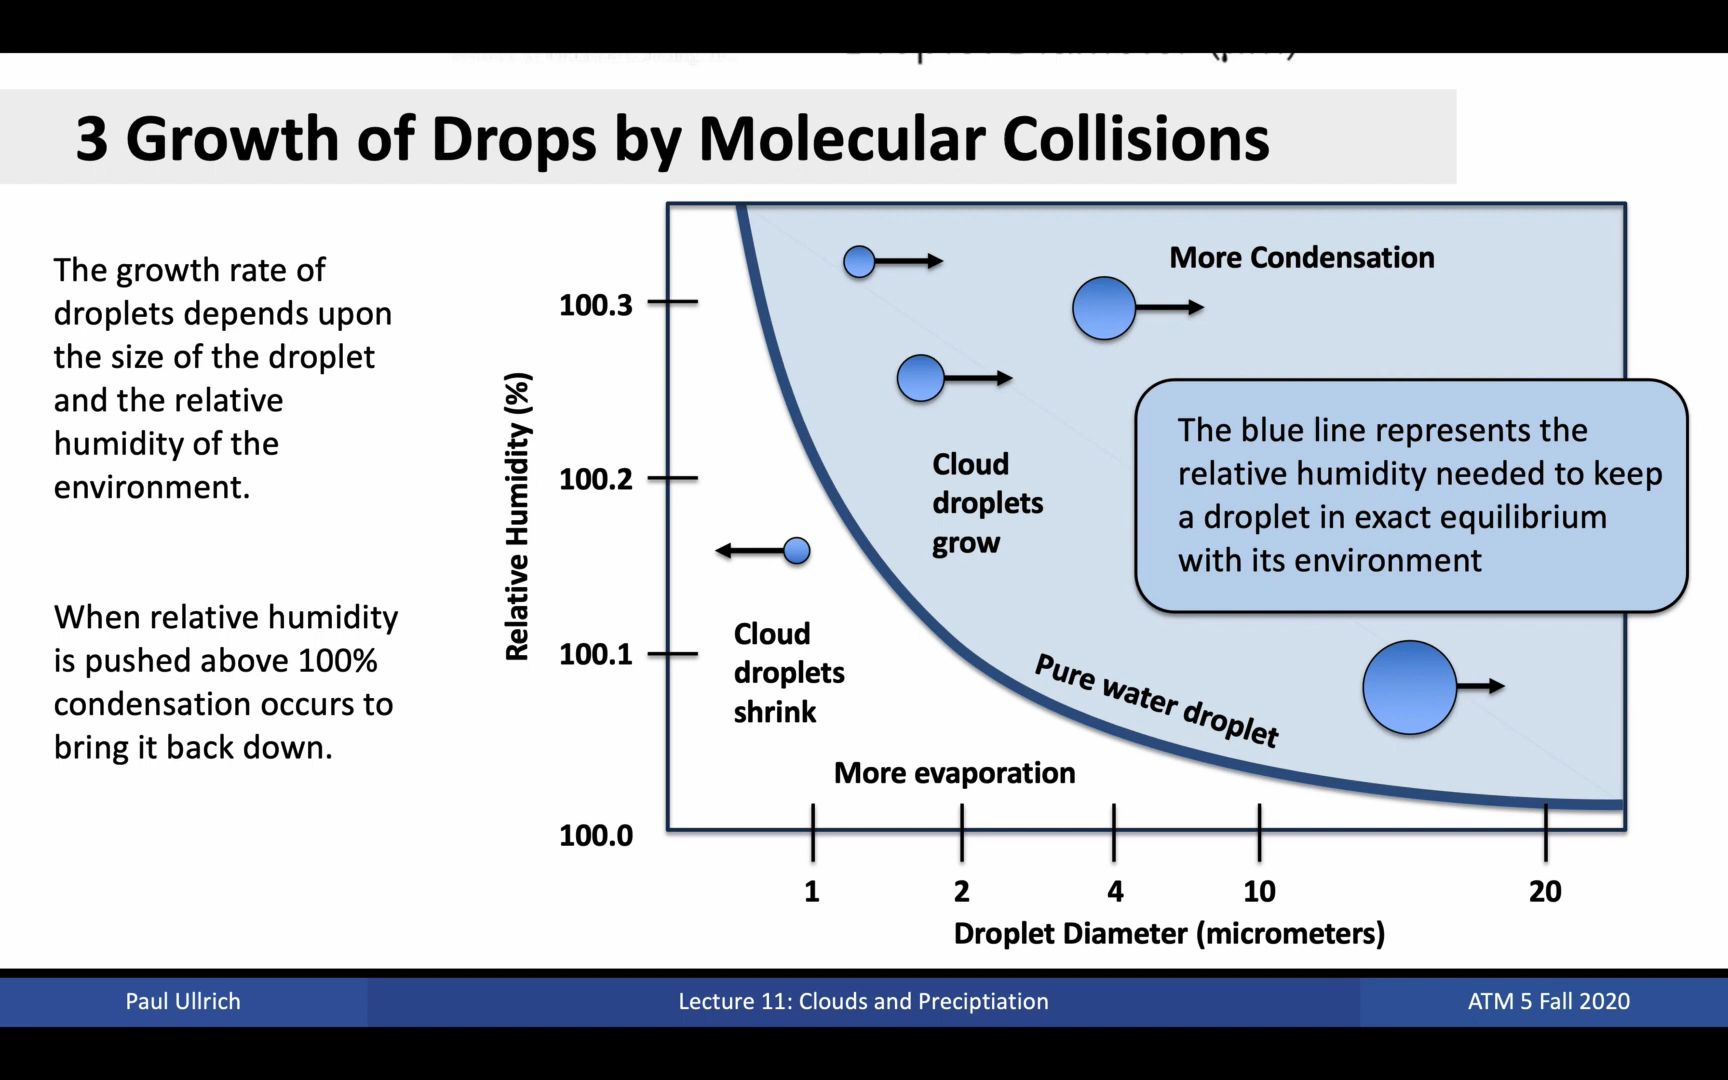 3 Growth of Drops by Molecular Collisions
The growth rate of
droplets depends upon
the size of the droplet
and the relative
humidity of the
environment.
When relative humidity
is pushed above 100%
condensation occurs to
bring it back down.
Relative Humidity (%)
100.3
100.2
100.1
100.0
More Condensation
Cloud
droplets
grow
The blue line represents the
relative humidity needed to keep
a droplet in exact equilibrium
with its environment
Cloud
droplets
shrink
Pure water droplet
More evaporation
1 2 4 10 20
Droplet Diameter (micrometers)
Paul Ullrich
Lecture 11: Clouds and Preciptiation
ATM 5 Fall 2020